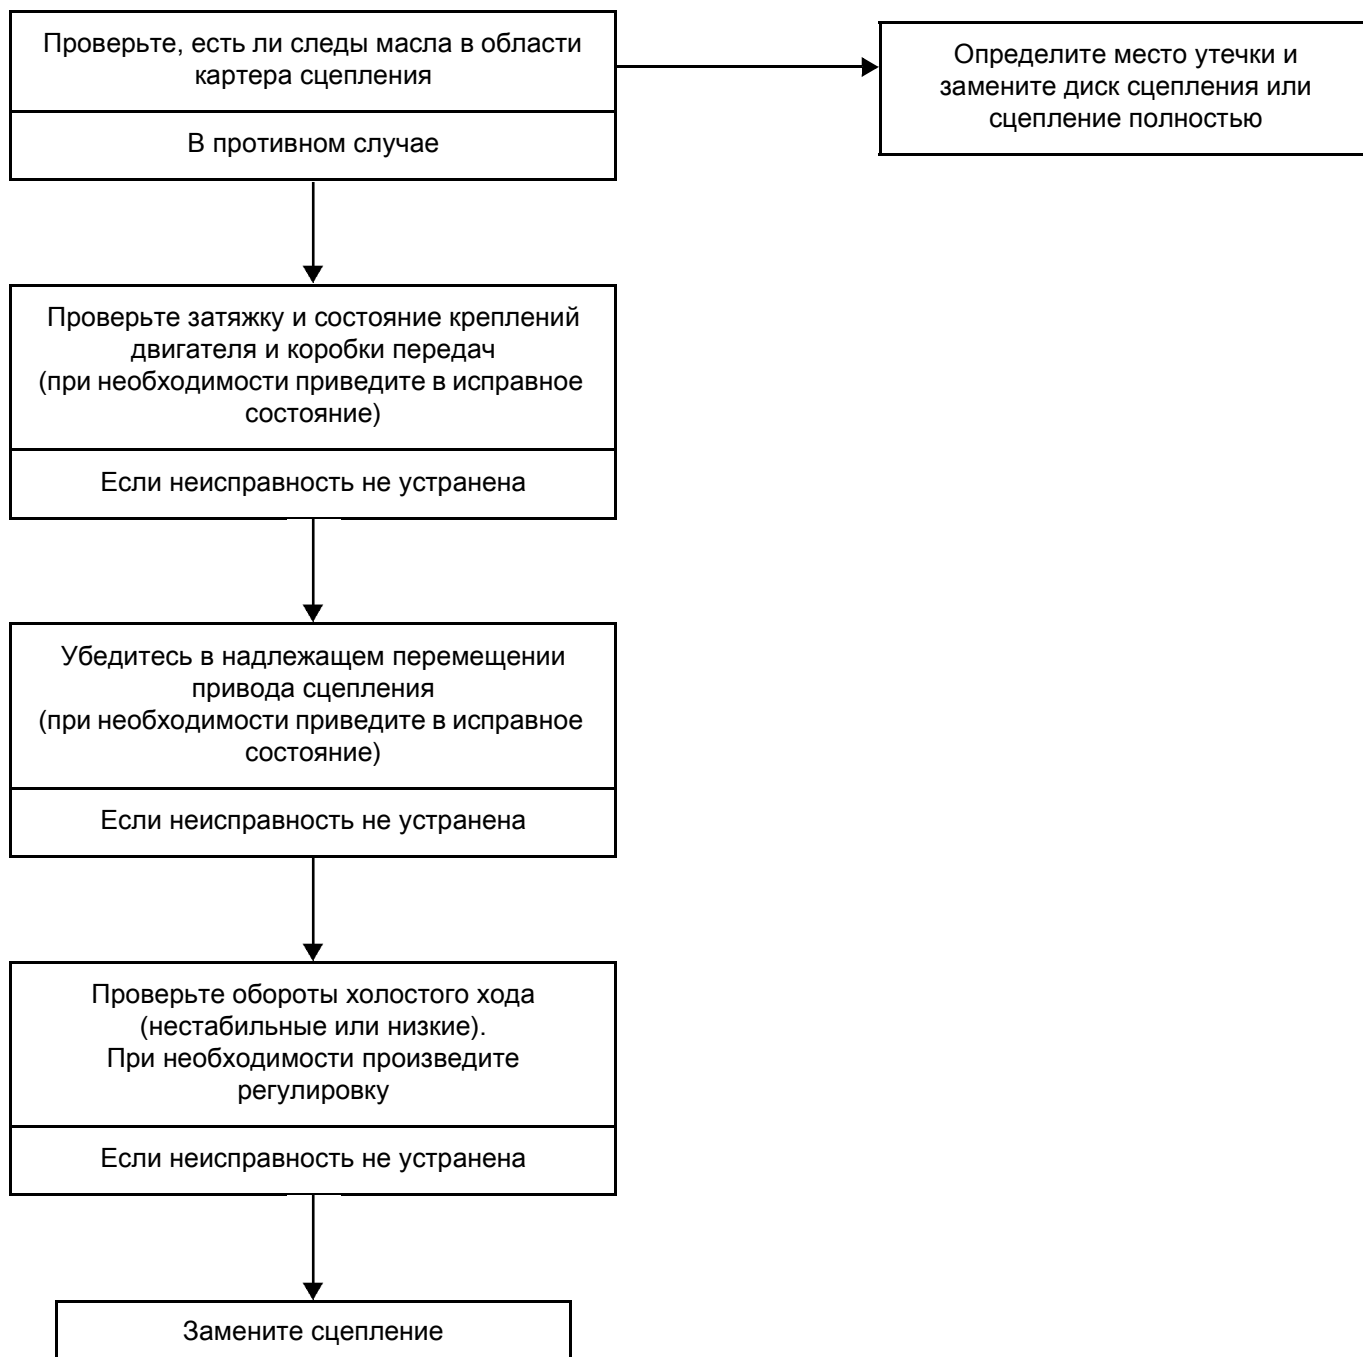 Проверьте, есть ли следы масла в области
картера сцепления
В противном случае
Определите место утечки и
замените диск сцепления или
сцепление полностью
Проверьте затяжку и состояние креплений
двигателя и коробки передач
(при необходимости приведите в исправное
состояние)
Если неисправность не устранена
Убедитесь в надлежащем перемещении
привода сцепления
(при необходимости приведите в исправное
состояние)
Если неисправность не устранена
Проверьте обороты холостого хода
(нестабильные или низкие).
При необходимости произведите
регулировку
Если неисправность не устранена
Замените сцепление